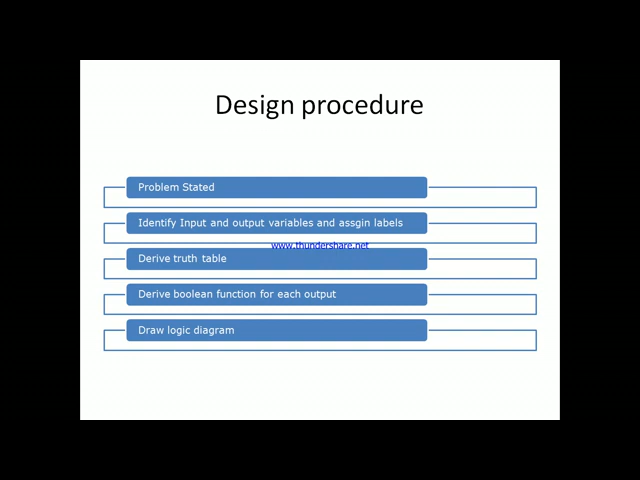 Design procedure
Problem Stated
Identify Input and output variables and assgin labels
www.thundershare.net
Derive truth table
Derive boolean function for each output
Draw logic diagram